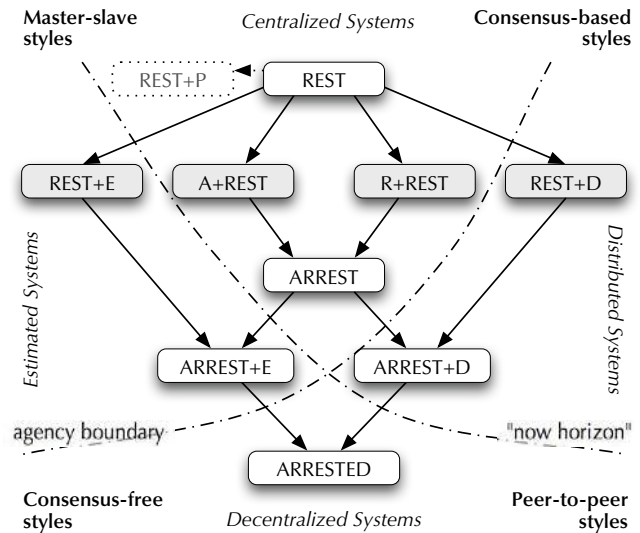 Master-slave
styles
Centralized Systems
Consensus-based
styles
REST+P
REST
REST+E
A+REST
R+REST
REST+D
Estimated Systems
ARREST
Distributed Systems
ARREST+E
ARREST+D
agency boundary
"now horizon"
ARRESTED
Consensus-free
styles
Decentralized Systems
Peer-to-peer
styles